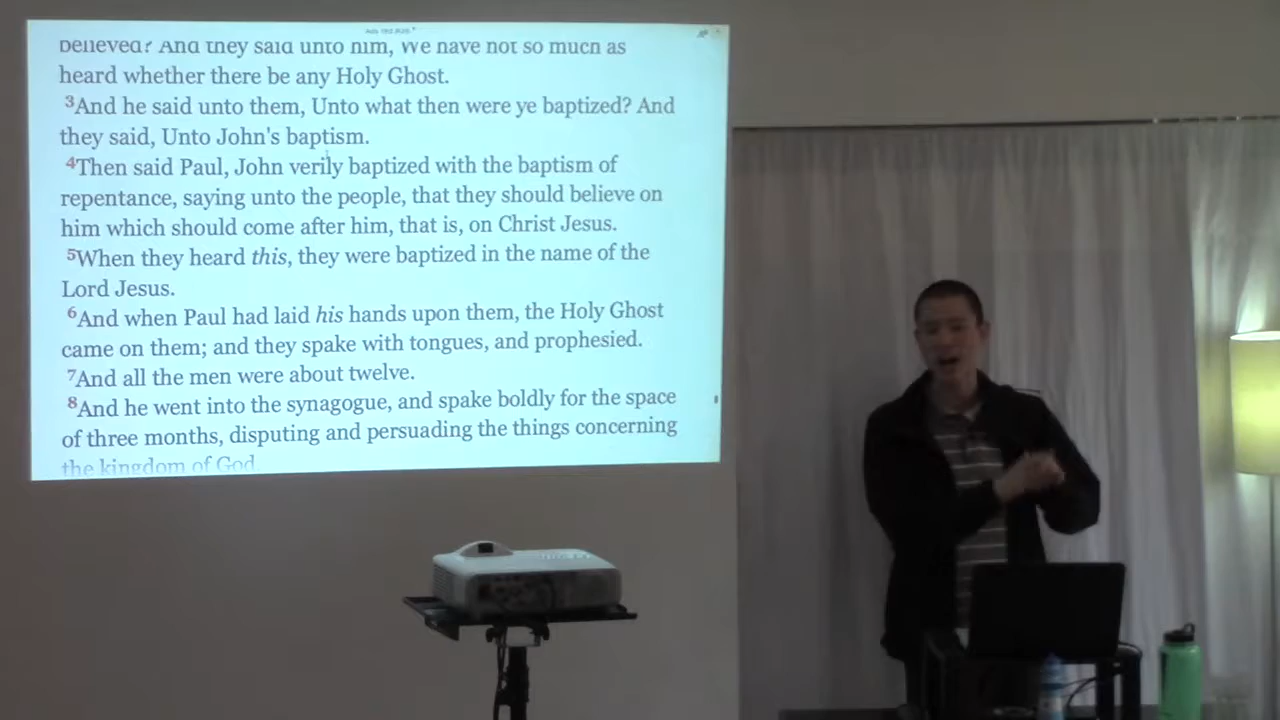 believed? And they said unto him, We have not so much as
heard whether there be any Holy Ghost.
3And he said unto them, Unto what then were ye baptized? And
they said, Unto John's baptism.
4Then said Paul, John verily baptized with the baptism of
repentance, saying unto the people, that they should believe on
him which should come after him, that is, on Christ Jesus.
5When they heard this, they were baptized in the name of the
Lord Jesus.
6And when Paul had laid his hands upon them, the Holy Ghost
came on them; and they spake with tongues, and prophesied.
7And all the men were about twelve.
8And he went into the synagogue, and spake boldly for the space
of three months, disputing and persuading the things concerning
the kingdom of God.